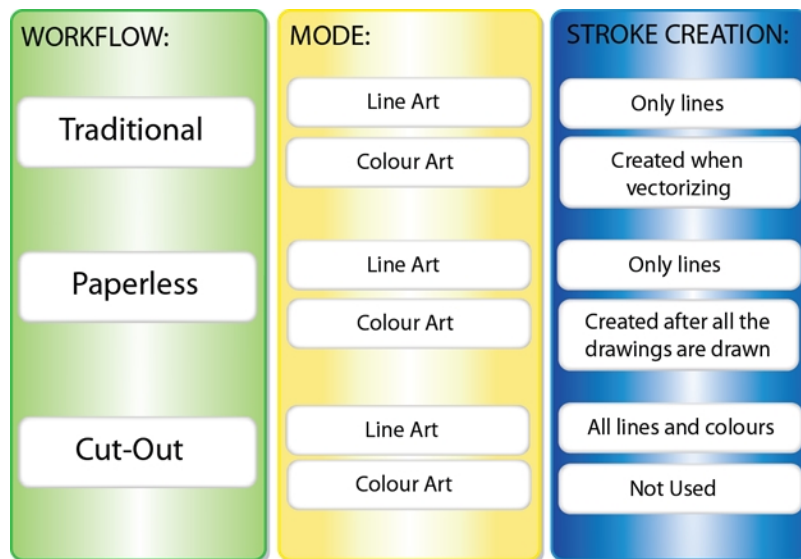 WORKFLOW:
MODE:
STROKE CREATION:
Traditional
Line Art
Only lines
Colour Art
Created when
vectorizing
Paperless
Line Art
Only lines
Colour Art
Created after all the
drawings are drawn
Cut-Out
Line Art
All lines and colours
Colour Art
Not Used